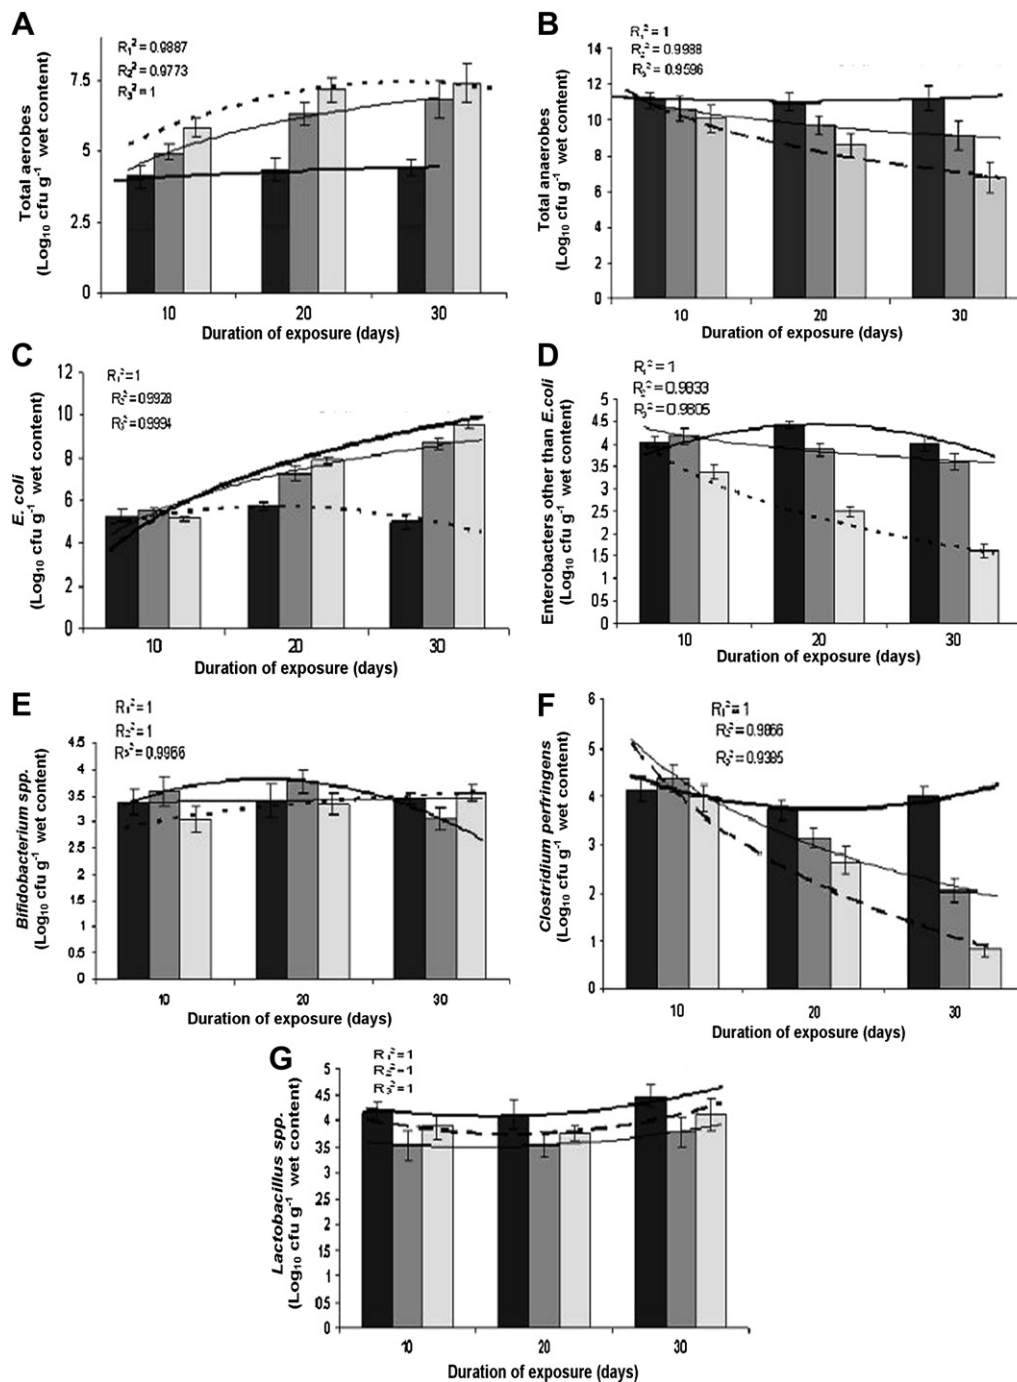 A
R₁² = 0.9887
R₂² = 0.9773
R₃² = 1
Total aerobes
(Log₁₀ cfu g⁻¹ wet content)
7.5
5
2.5
0
10 20 30
Duration of exposure (days)
B
R₁² = 1
R₂² = 0.9988
R₃² = 0.9596
Total anaerobes
(Log₁₀ cfu g⁻¹ wet content)
14
12
10
8
6
4
2
0
10 20 30
Duration of exposure (days)
C
R₁² = 1
R₂² = 0.9928
R₃² = 0.9994
E. coli
(Log₁₀ cfu g⁻¹ wet content)
12
10
8
6
4
2
0
10 20 30
Duration of exposure (days)
D
R₁² = 1
R₂² = 0.9833
R₃² = 0.9805
Enterobacters other than E.coli
(Log₁₀ cfu g⁻¹ wet content)
4.5
4
3.5
3
2.5
2
1.5
1
0.5
0
10 20 30
Duration of exposure (days)
E
R₁² = 1
R₂² = 1
R₃² = 0.9966
Bifidobacterium spp.
(Log₁₀ cfu g⁻¹ wet content)
4.5
4
3.5
3
2.5
2
1.5
1
0.5
0
10 20 30
Duration of exposure (days)
F
R₁² = 1
R₂² = 0.9866
R₃² = 0.9385
Clostridium perfringens
(Log₁₀ cfu g⁻¹ wet content)
6
5
4
3
2
1
0
10 20 30
Duration of exposure (days)
G
R₁² = 1
R₂² = 1
R₃² = 1
Lactobacillus spp.
(Log₁₀ cfu g⁻¹ wet content)
5
4.5
4
3.5
3
2.5
2
1.5
1
0.5
0
10 20 30
Duration of exposure (days)